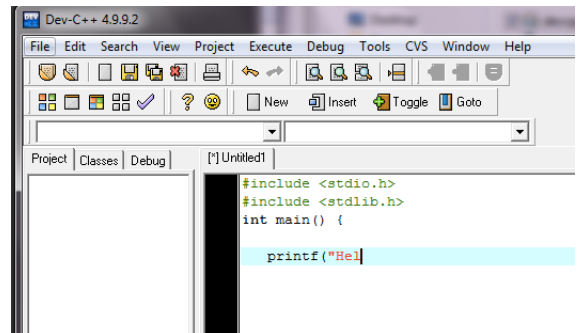 Dev-C++ 4.9.9.2
File Edit Search View Project Execute Debug Tools CVS Window Help
New Insert Toggle Goto
Project Classes Debug [*] Untitled1
#include <stdio.h>
#include <stdlib.h>
int main() {
printf("Hel